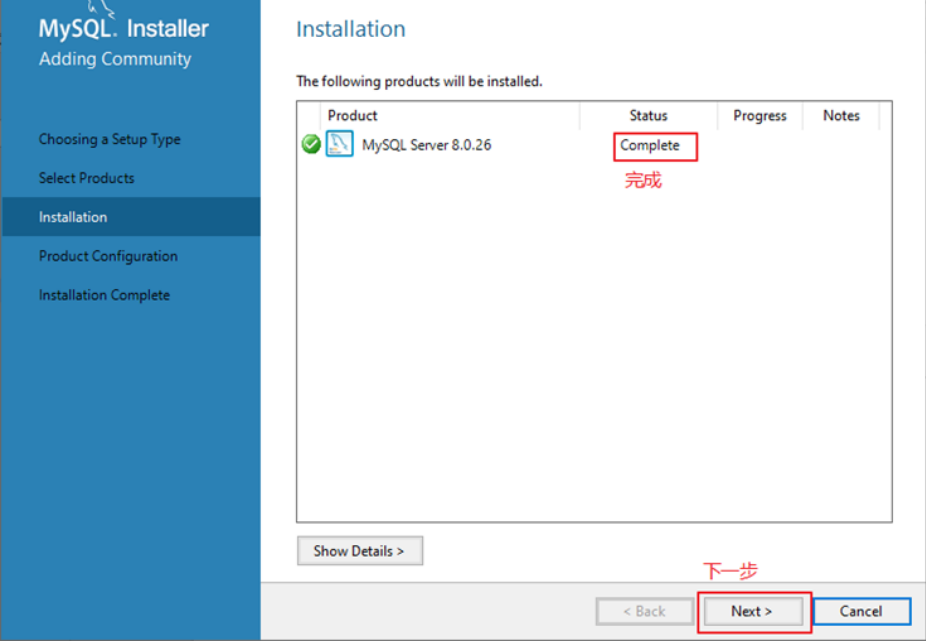 MySQL. Installer
Adding Community
Choosing a Setup Type
Select Products
Installation
Product Configuration
Installation Complete
Installation
The following products will be installed.
Product Status Progress Notes
MySQL Server 8.0.26 Complete
完成
Show Details >
下一步
< Back Next > Cancel